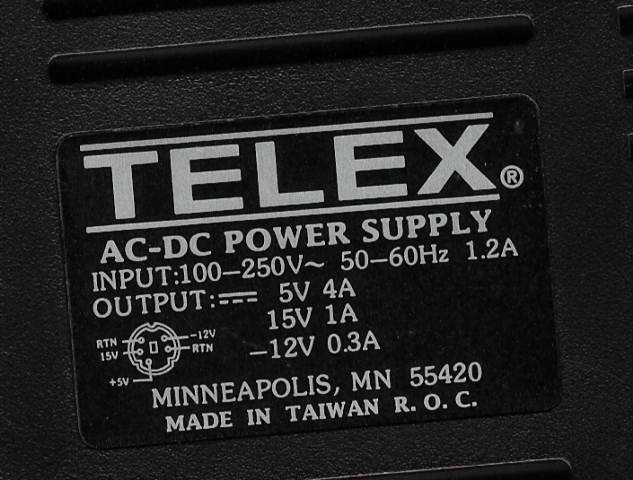 TELEX®
AC-DC POWER SUPPLY
INPUT:100-250V~ 50-60Hz 1.2A
OUTPUT:⎓ 5V 4A
15V 1A
-12V 0.3A
RTN -12V
15V RTN
+5V
MINNEAPOLIS, MN 55420
MADE IN TAIWAN R. O. C.